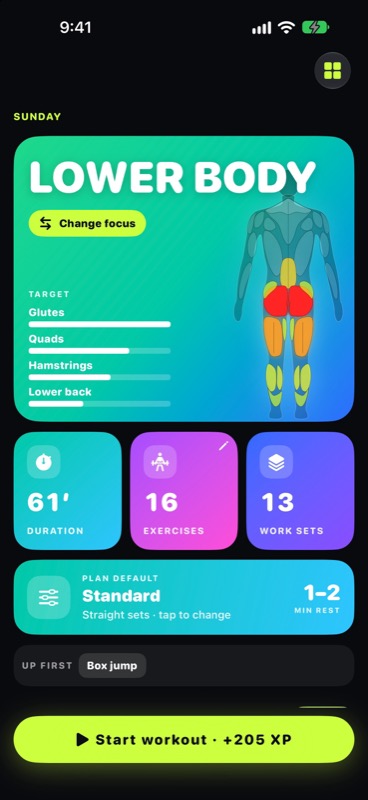 9:41
SUNDAY
LOWER BODY
Change focus
TARGET
Glutes
Quads
Hamstrings
Lower back
61′
DURATION
16
EXERCISES
13
WORK SETS
PLAN DEFAULT
Standard
Straight sets · tap to change
1–2
MIN REST
UP FIRST Box jump
Start workout · +205 XP